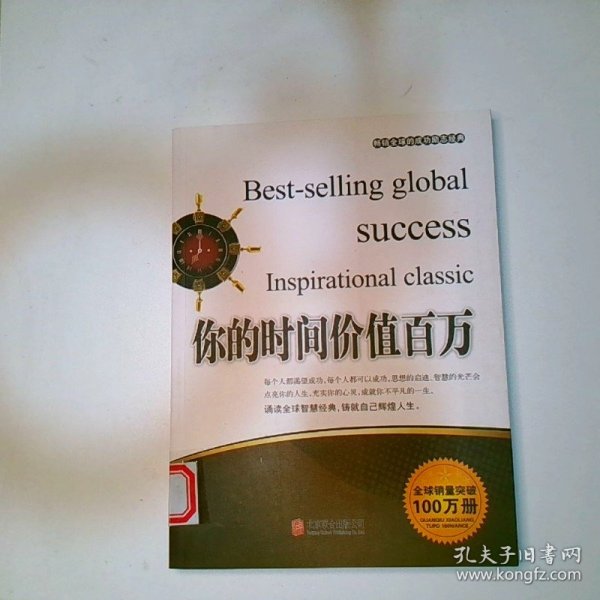 畅销全球的成功励志经典
Best-selling global
success
Inspirational classic
你的时间价值百万
每个人都渴望成功,每个人都可以成功,思想的启迪、智慧的光芒会
点亮你的人生,充实你的心灵,成就你不平凡的一生。
诵读全球智慧经典,铸就自己辉煌人生。
全球销量突破
100万册
QUANQIU XIAOLIANG
TUPO 100WANCE
北京联合出版公司
孔夫子旧书网
www.kongfz.com